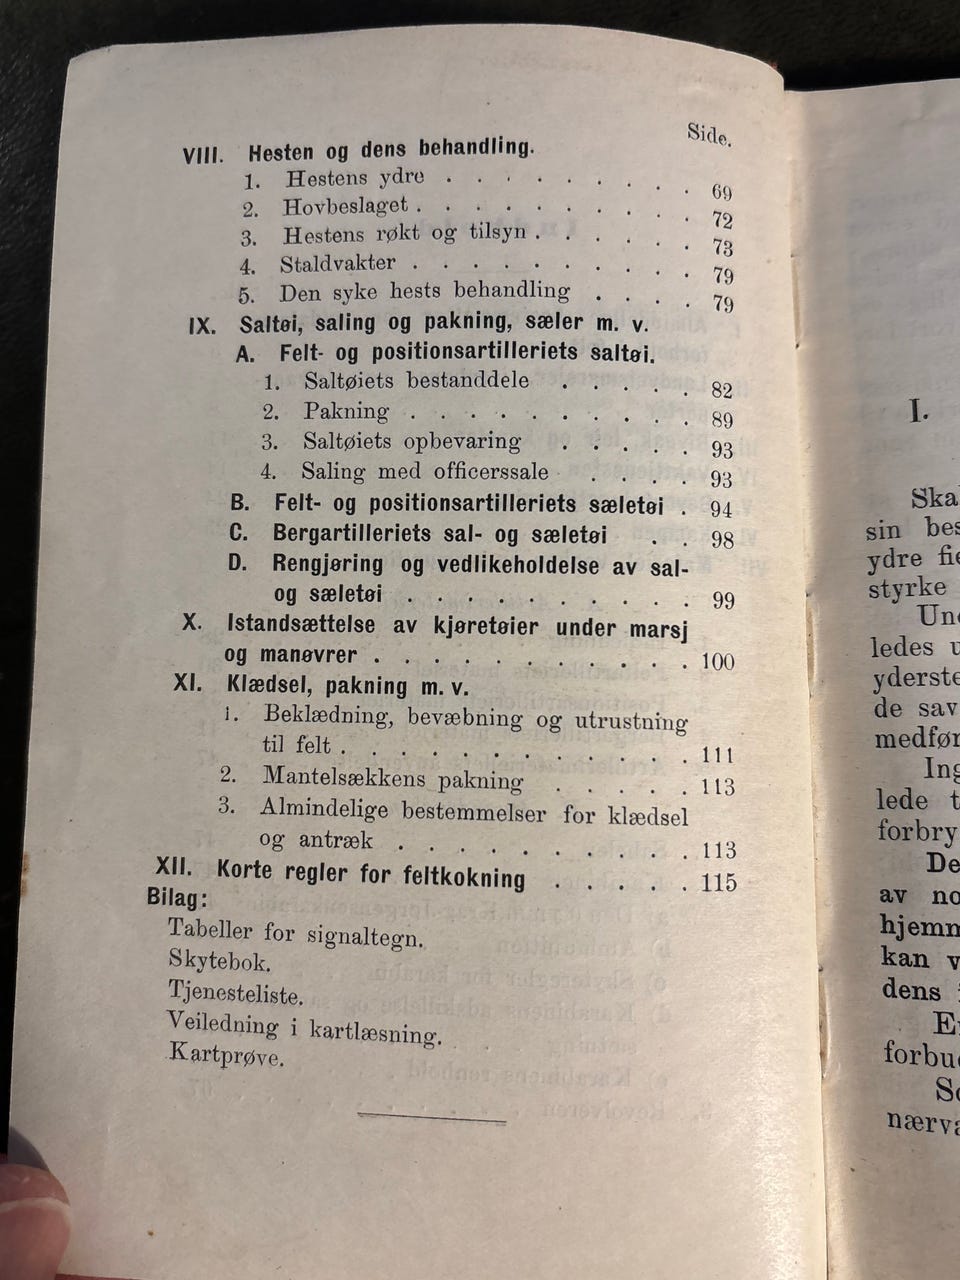 Side.
VIII. Hesten og dens behandling.
1. Hestens ydre . . . . . . . . . 69
2. Hovbeslaget . . . . . . . . . . 72
3. Hestens røkt og tilsyn . . . . . . 73
4. Staldvakter . . . . . . . . . . 79
5. Den syke hests behandling . . . . 79
IX. Saltøi, saling og pakning, sæler m. v.
A. Felt- og positionsartilleriets saltøi.
1. Saltøiets bestanddele . . . . . 82
2. Pakning . . . . . . . . . . 89
3. Saltøiets opbevaring . . . . . 93
4. Saling med officerssale . . . . 93
B. Felt- og positionsartilleriets sæletøi . 94
C. Bergartilleriets sal- og sæletøi . . 98
D. Rengjøring og vedlikeholdelse av sal-
og sæletøi . . . . . . . . . . 99
X. Istandsættelse av kjøretøier under marsj
og manøvrer . . . . . . . . . . . . 100
XI. Klædsel, pakning m. v.
1. Beklædning, bevæbning og utrustning
til felt . . . . . . . . . . . . . 111
2. Mantelsækkens pakning . . . . . 113
3. Almindelige bestemmelser for klædsel
og antræk . . . . . . . . . . 113
XII. Korte regler for feltkokning . . . . . 115
Bilag:
Tabeller for signaltegn.
Skytebok.
Tjenesteliste.
Veiledning i kartlæsning.
Kartprøve.
I.
Ska
sin bes
ydre fie
styrke
Un
ledes u
yderste
de sav
medfør
Ing
lede t
forbry
De
av no
hjemm
kan v
dens
E
forbu
So
nærva